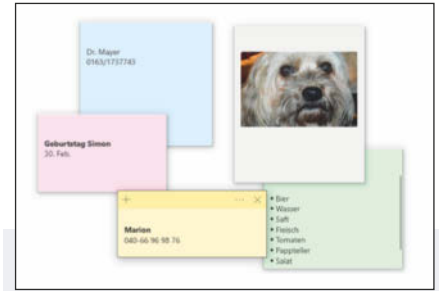 Dr. Mayer
0163/1737743
Geburtstag Simon
30. Feb.
Marion
040-66 96 98 76
• Bier
• Wasser
• Saft
• Fleisch
• Tomaten
• Pappteller
• Salat